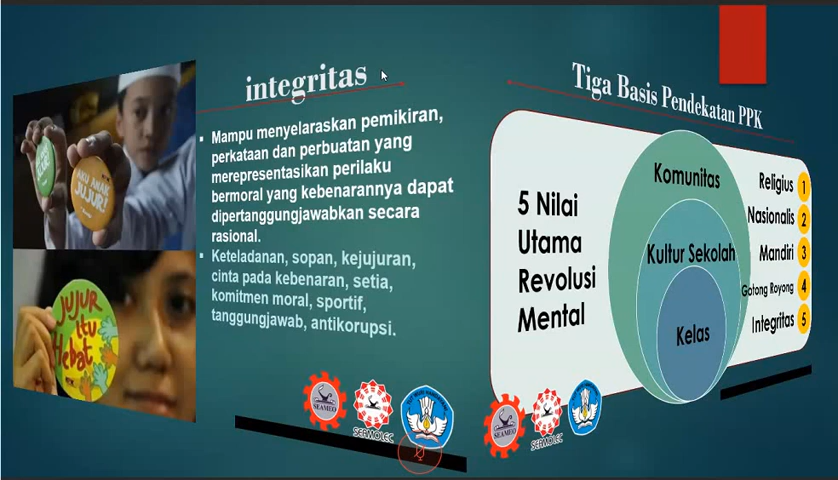 AKU ANAK
JUJUR!
JUJUR
itu
Hebat
integritas
Mampu menyelaraskan pemikiran,
perkataan dan perbuatan yang
merepresentasikan perilaku
bermoral yang kebenarannya dapat
dipertanggungjawabkan secara
rasional.
Keteladanan, sopan, kejujuran,
cinta pada kebenaran, setia,
komitmen moral, sportif,
tanggungjawab, antikorupsi.
SEAMEO
SEAMOLEC
Tiga Basis Pendekatan PPK
5 Nilai
Utama
Revolusi
Mental
Komunitas
Kultur Sekolah
Kelas
Religius 1
Nasionalis 2
Mandiri 3
Gotong Royong 4
Integritas 5
SEAMEO
SEAMOLEC